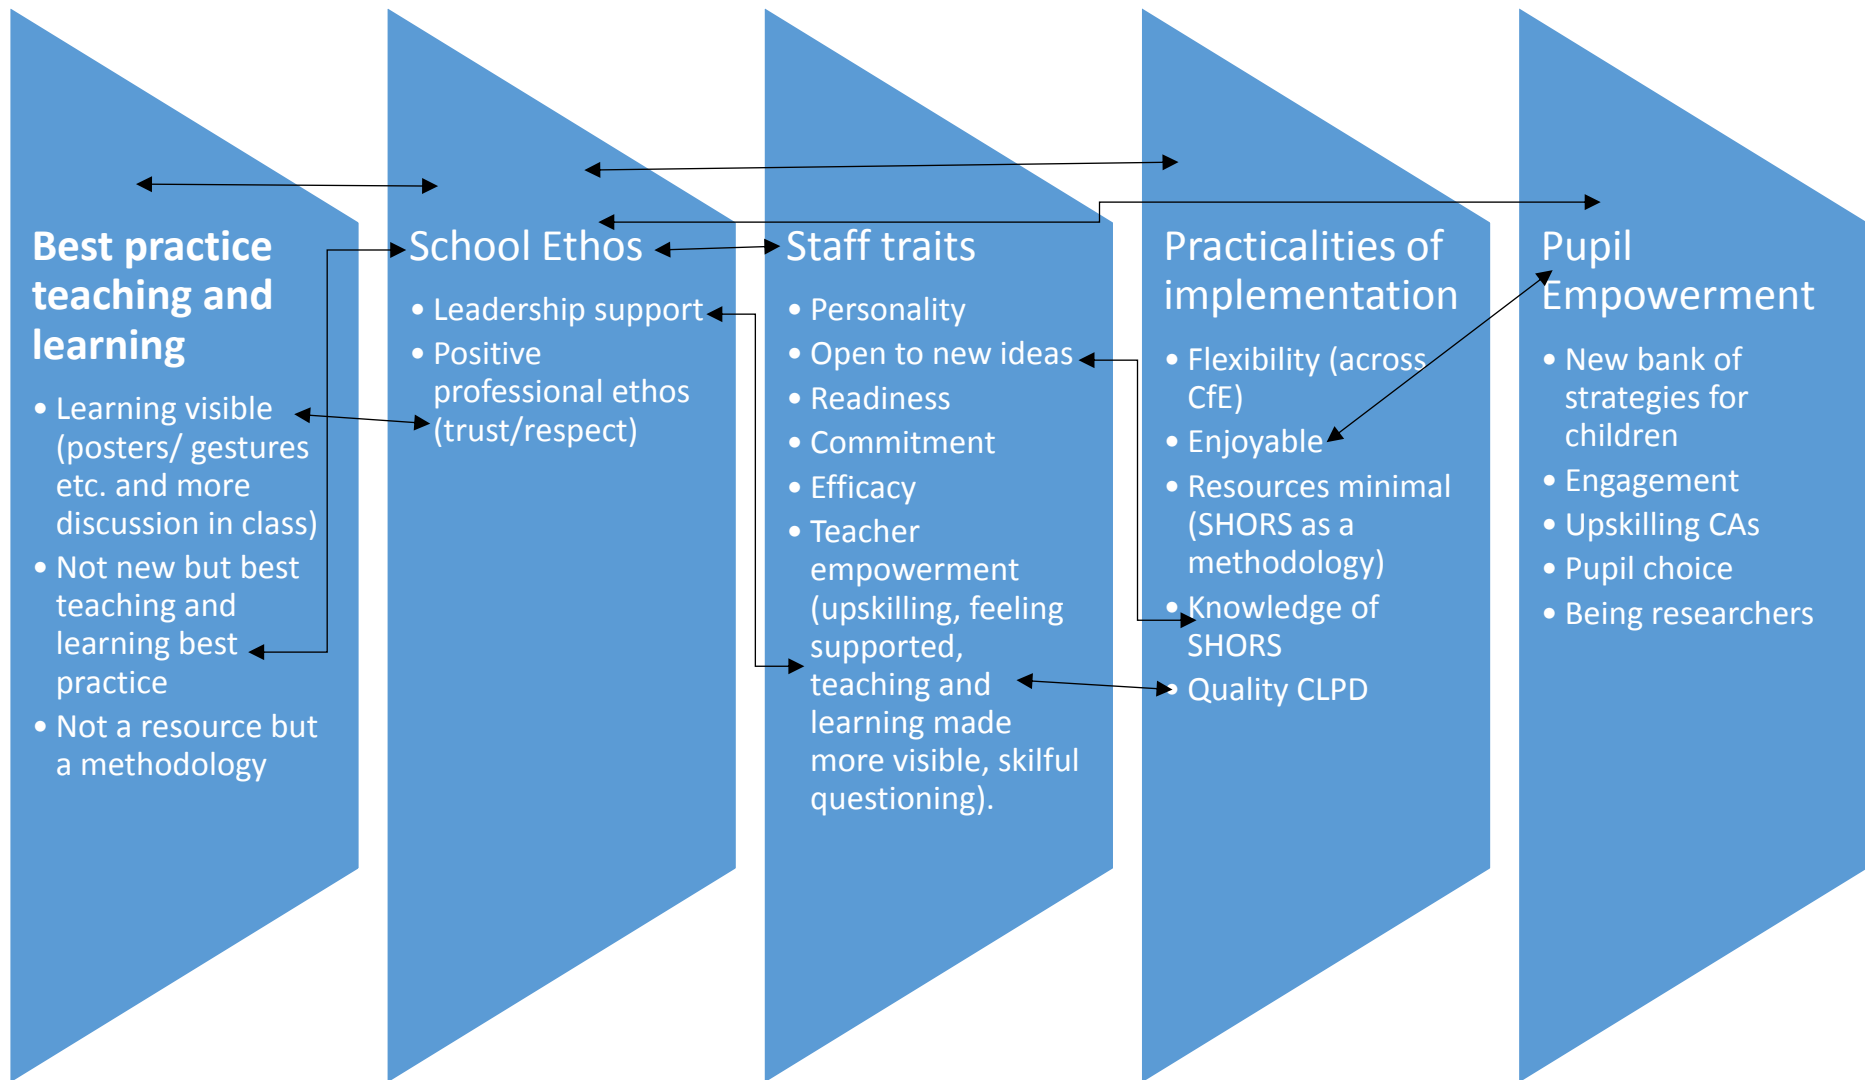 Best practice
teaching and
learning
• Learning visible
(posters/ gestures
etc. and more
discussion in class)
• Not new but best
teaching and
learning best
practice
• Not a resource but
a methodology
School Ethos
• Leadership support
• Positive
professional ethos
(trust/respect)
Staff traits
• Personality
• Open to new ideas
• Readiness
• Commitment
• Efficacy
• Teacher
empowerment
(upskilling, feeling
supported,
teaching and
learning made
more visible, skilful
questioning).
Practicalities of
implementation
• Flexibility (across
CfE)
• Enjoyable
• Resources minimal
(SHORS as a
methodology)
• Knowledge of
SHORS
• Quality CLPD
Pupil
Empowerment
• New bank of
strategies for
children
• Engagement
• Upskilling CAs
• Pupil choice
• Being researchers